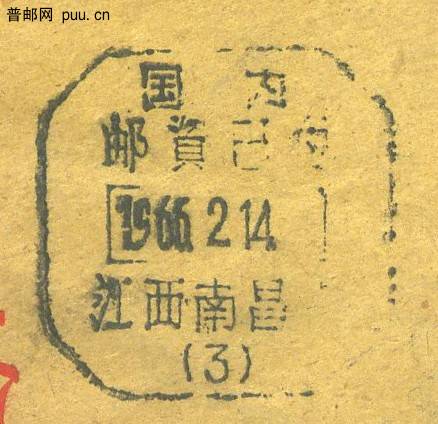 普邮网 puu.cn
国内
邮資已付
1966.2.14.
江西南昌
(3)